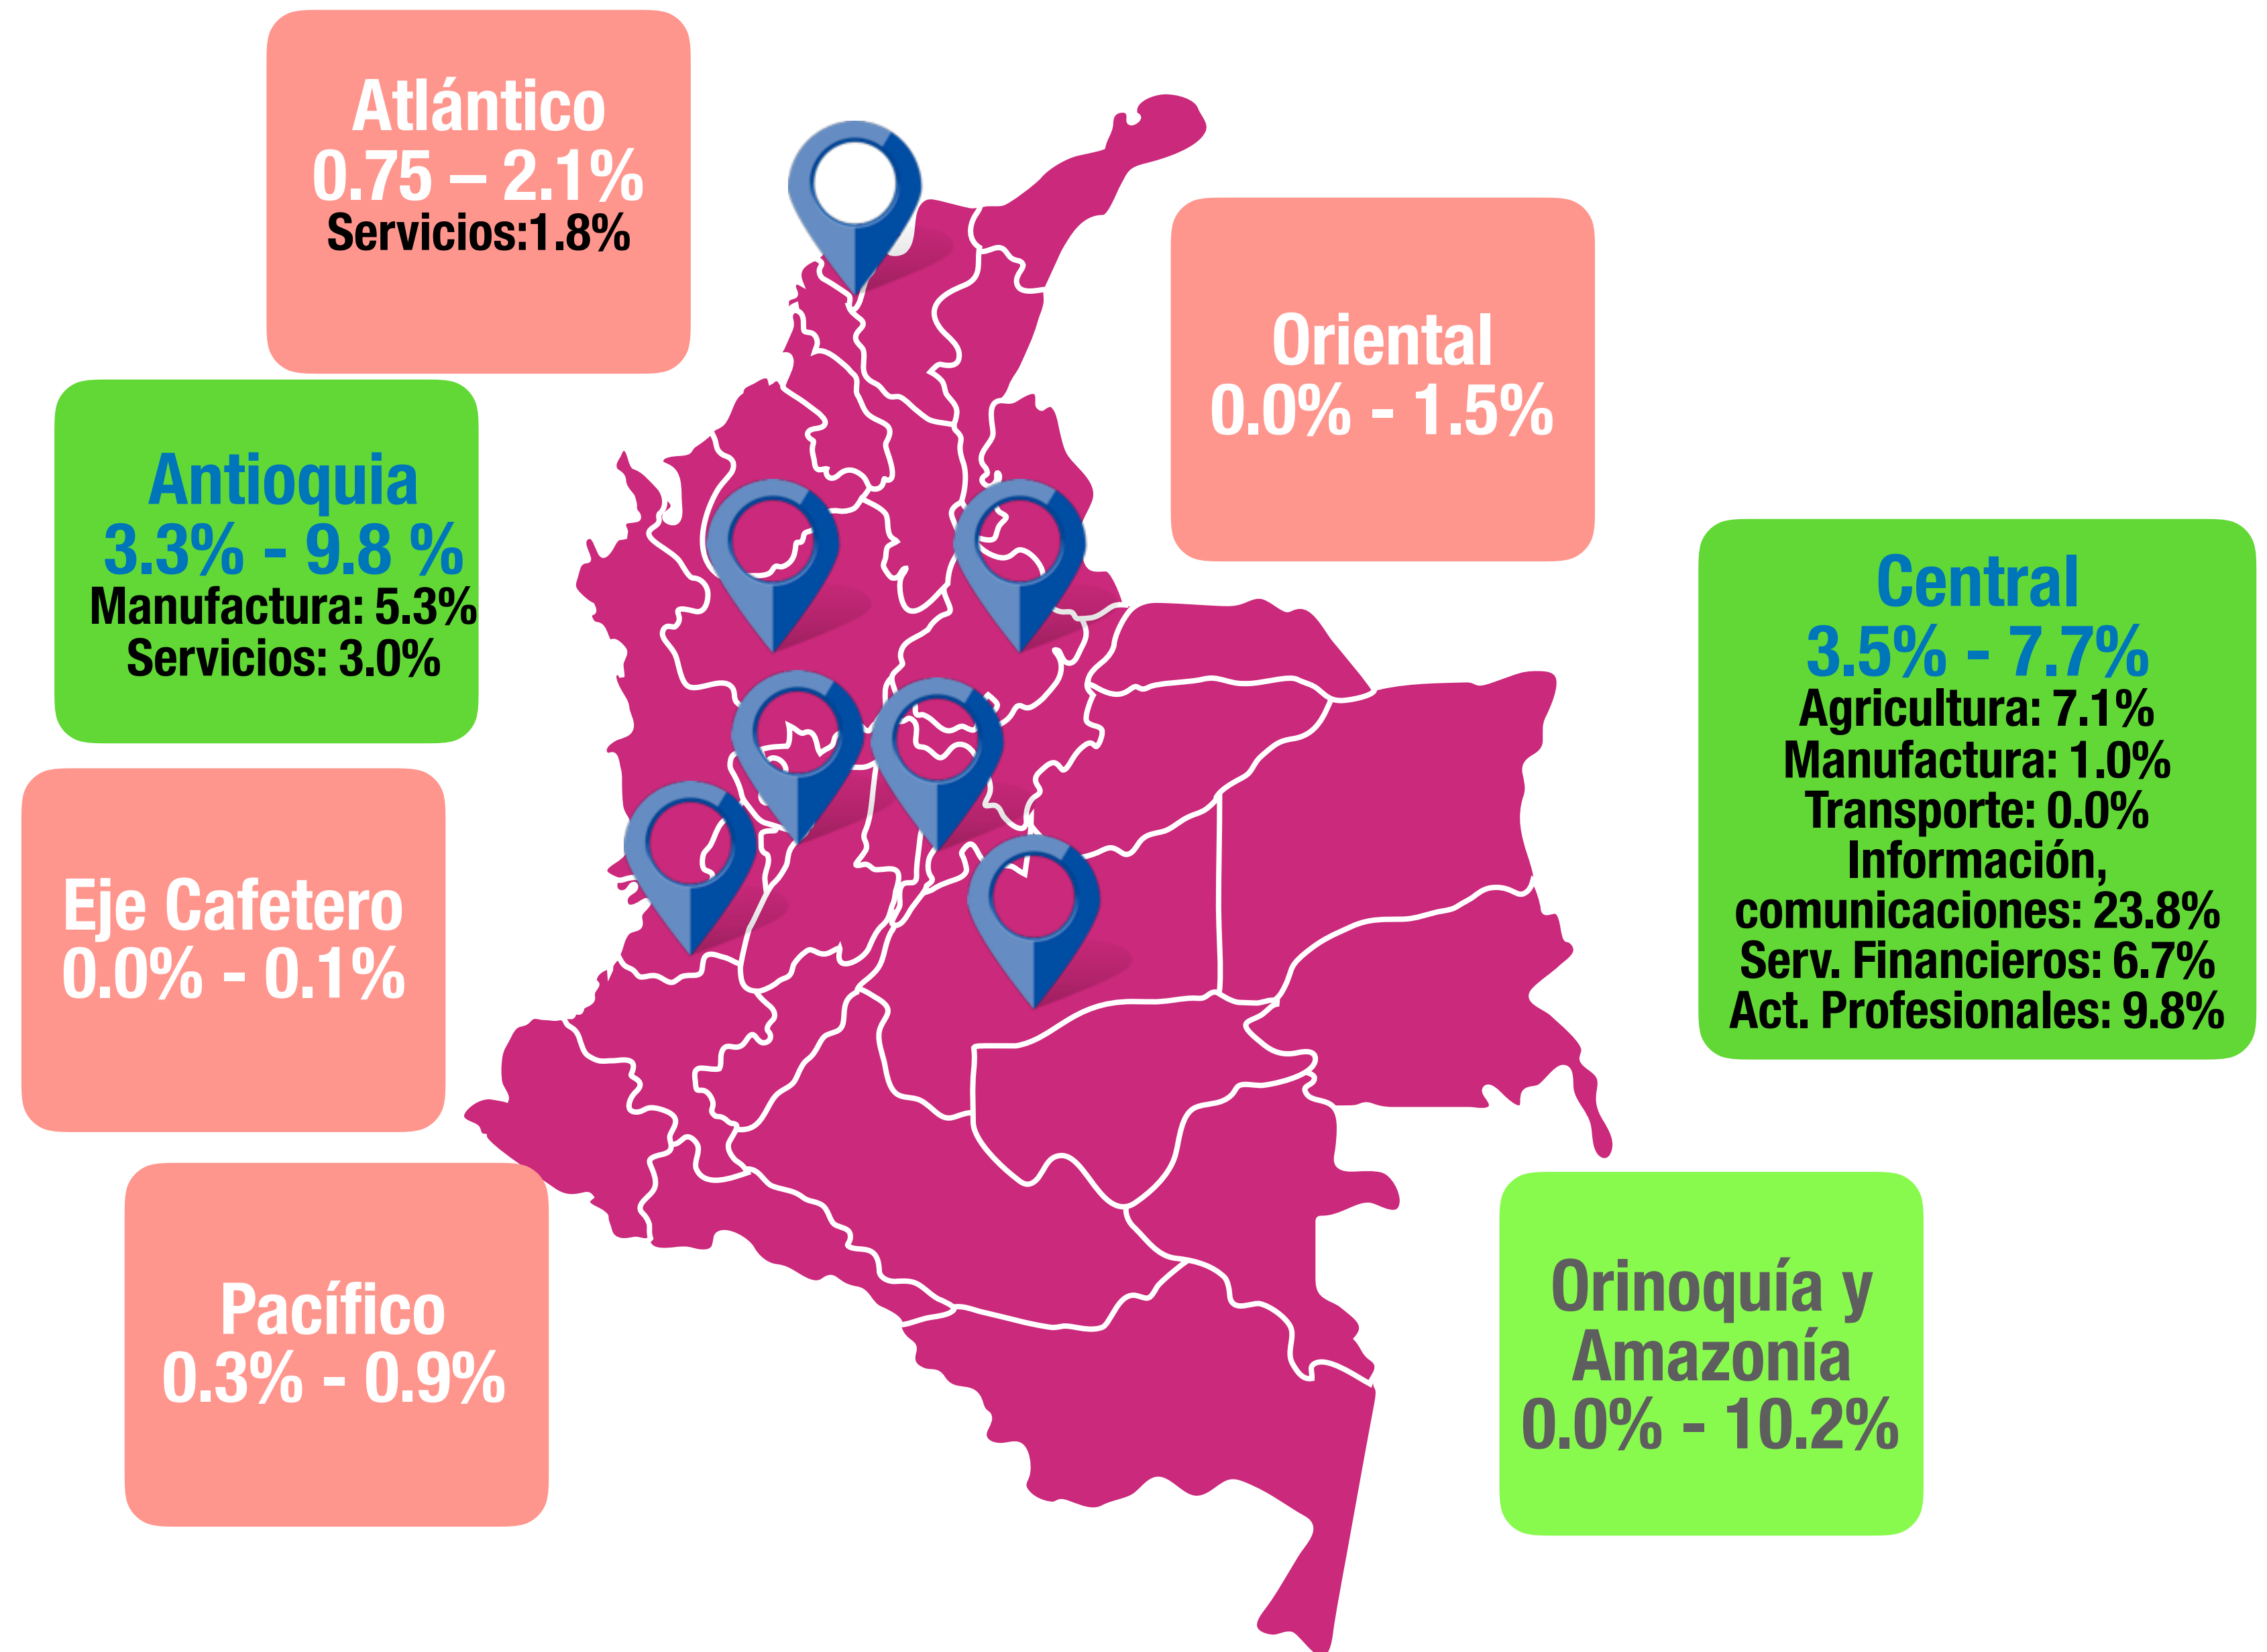 Atlántico
0.75 – 2.1%
Servicios:1.8%
Oriental
0.0% - 1.5%
Antioquia
3.3% - 9.8 %
Manufactura: 5.3%
Servicios: 3.0%
Central
3.5% - 7.7%
Agricultura: 7.1%
Manufactura: 1.0%
Transporte: 0.0%
Información,
comunicaciones: 23.8%
Serv. Financieros: 6.7%
Act. Profesionales: 9.8%
Eje Cafetero
0.0% - 0.1%
Pacífico
0.3% - 0.9%
Orinoquía y
Amazonía
0.0% - 10.2%